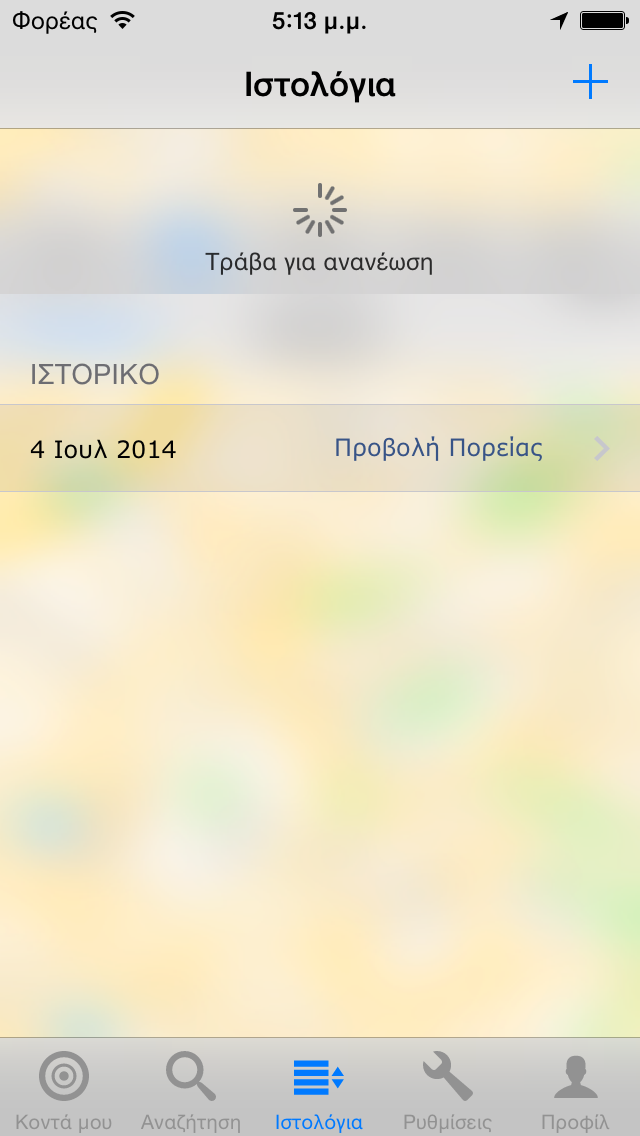 Φορέας 5:13 μ.μ.
Ιστολόγια
Τράβα για ανανέωση
ΙΣΤΟΡΙΚΟ
4 Ιουλ 2014 Προβολή Πορείας
Κοντά μου Αναζήτηση Ιστολόγια Ρυθμίσεις Προφίλ